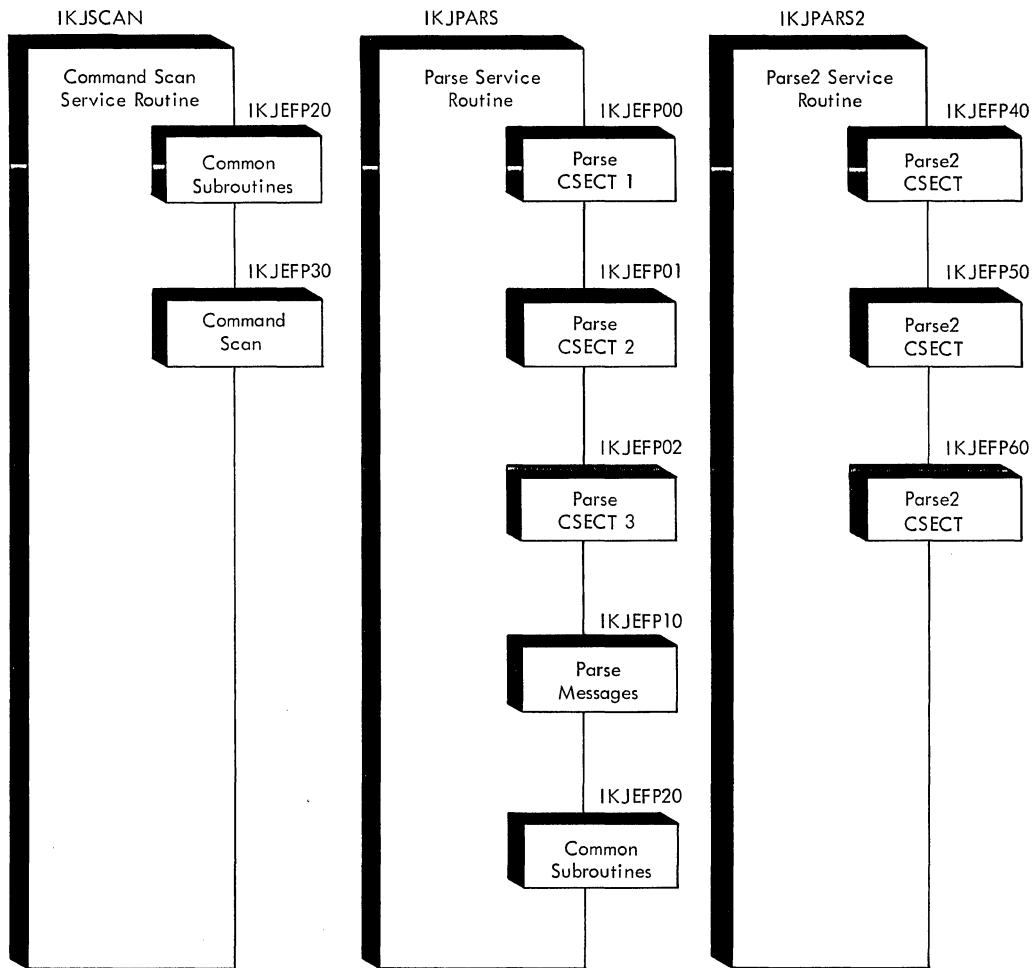 IKJSCAN
Command Scan
Service Routine
IKJEFP20
Common
Subroutines
IKJEFP30
Command
Scan
IKJPARS
Parse Service
Routine
IKJEFP00
Parse
CSECT 1
IKJEFP01
Parse
CSECT 2
IKJEFP02
Parse
CSECT 3
IKJEFP10
Parse
Messages
IKJEFP20
Common
Subroutines
IKJPARS2
Parse2 Service
Routine
IKJEFP40
Parse2
CSECT
IKJEFP50
Parse2
CSECT
IKJEFP60
Parse2
CSECT